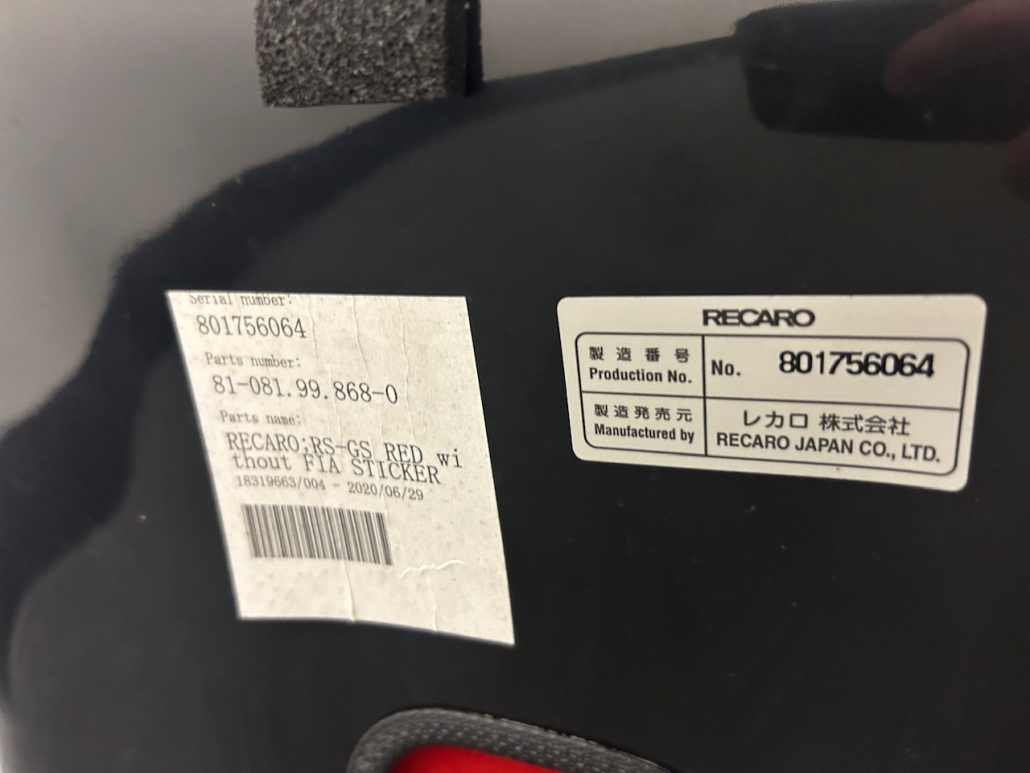 Serial number:
801756064
Parts number:
81-081.99.868-0
Parts name:
RECARO;RS-GS RED wi
thout FIA STICKER
18319663/004 - 2020/06/29
RECARO
製造番号
Production No.
No. 801756064
製造発売元
Manufactured by
レカロ 株式会社
RECARO JAPAN CO., LTD.